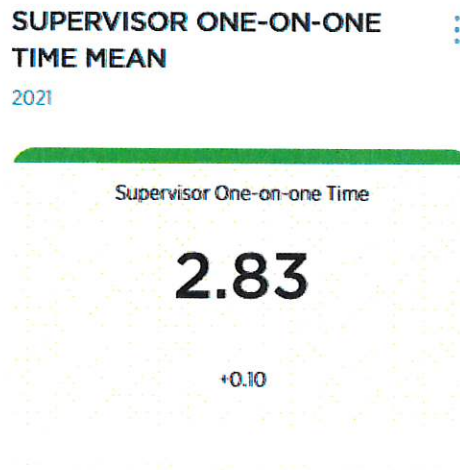 SUPERVISOR ONE-ON-ONE
TIME MEAN
2021
Supervisor One-on-one Time
2.83
+0.10